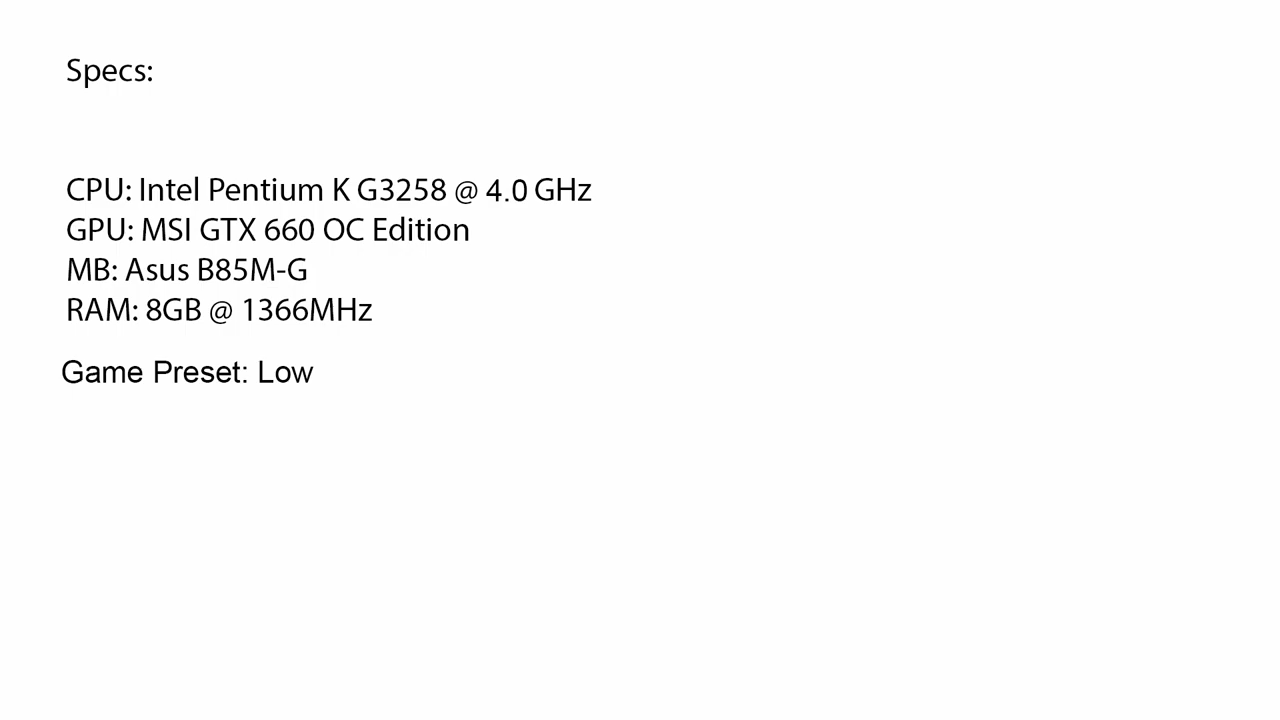 Specs:
CPU: Intel Pentium K G3258 @ 4.0 GHz
GPU: MSI GTX 660 OC Edition
MB: Asus B85M-G
RAM: 8GB @ 1366MHz
Game Preset: Low